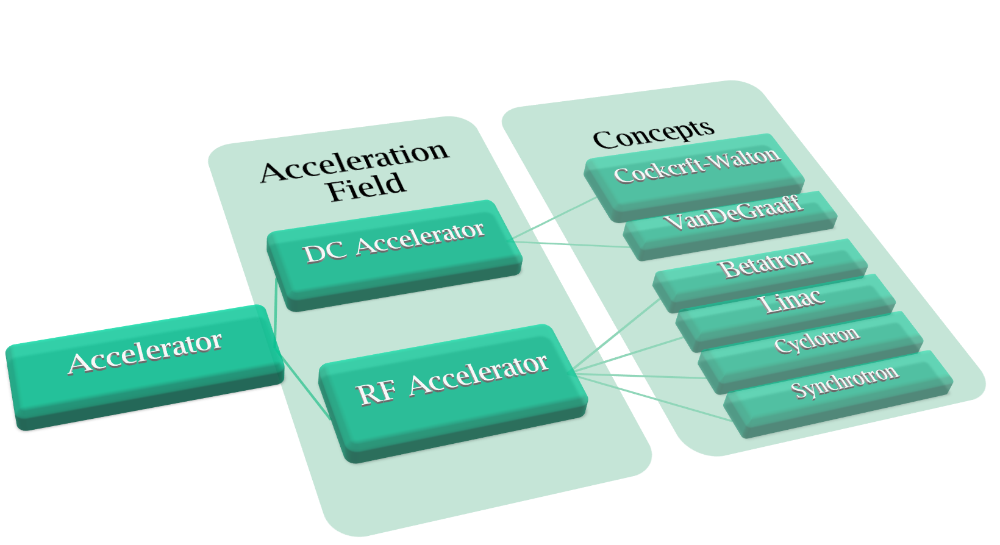 Acceleration
Field
Concepts
Accelerator
DC Accelerator
RF Accelerator
Cockcrft-Walton
VanDeGraaff
Betatron
Linac
Cyclotron
Synchrotron